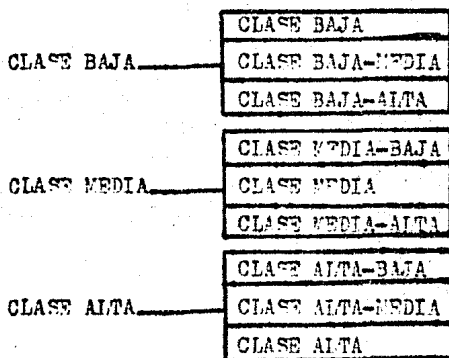 CLASE BAJA
CLASE BAJA CLASE BAJA-MEDIA
CLASE BAJA-ALTA
CLASE MEDIA-BAJA
CLASE MEDIA CLASE MEDIA
CLASE MEDIA-ALTA
CLASE ALTA-BAJA
CLASE ALTA CLASE ALTA-MEDIA
CLASE ALTA